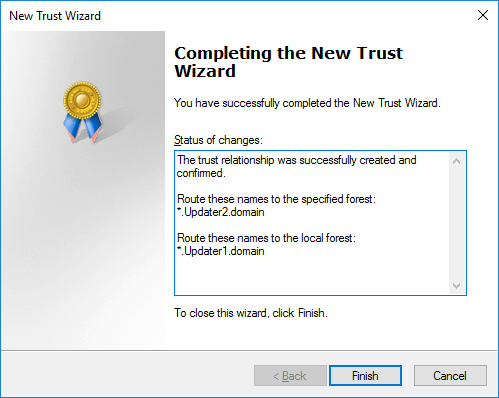 New Trust Wizard
Completing the New Trust
Wizard
You have successfully completed the New Trust Wizard.
Status of changes:
The trust relationship was successfully created and
confirmed.
Route these names to the specified forest:
*.Updater2.domain
Route these names to the local forest:
*.Updater1.domain
To close this wizard, click Finish.
< Back
Finish
Cancel